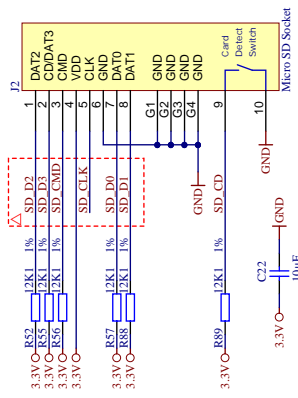 J2
Micro SD Socket
DAT2
CD/DAT3
CMD
VDD
CLK
GND
DAT0
DAT1
GND
GND
GND
GND
Card
Detect
Switch
1
2
3
4
5
6
7
8
G1
G2
G3
G4
9
10
SD_D2
SD_D3
SD_CMD
SD_CLK
SD_D0
SD_D1
SD_CD
GND
GND
GND
R52 12K1 1%
R55 12K1 1%
R56 12K1 1%
R57 12K1 1%
R88 12K1 1%
R89 12K1 1%
C22
10uF
3.3V
3.3V
3.3V
3.3V
3.3V
3.3V
3.3V
3.3V